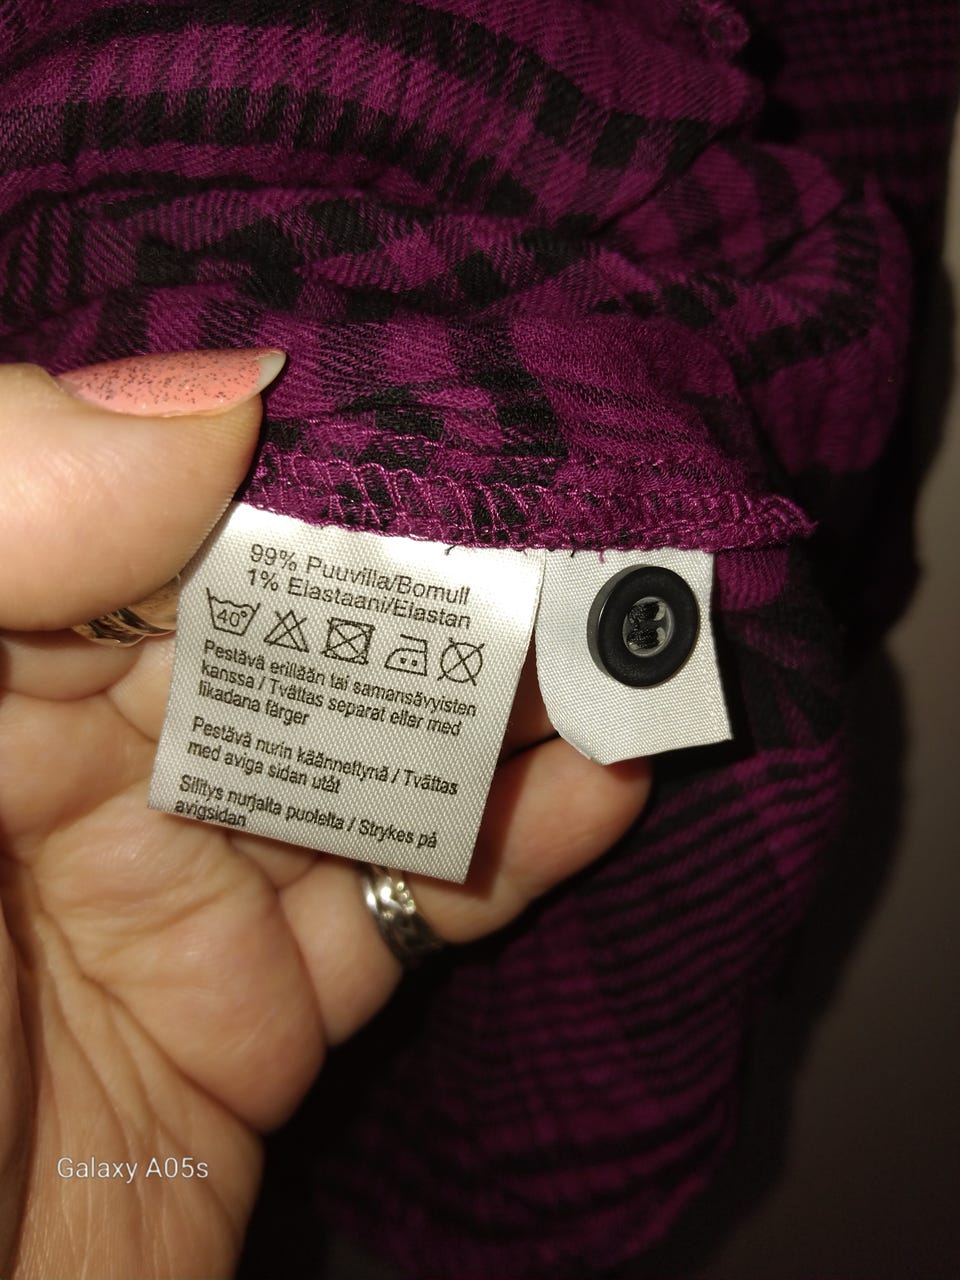 99% Puuvilla/Bomull
1% Elastaani/Elastan
40°
Pestävä erillään tai samansävyisten
kanssa / Tvättas separat eller med
likadana färger
Pestävä nurin käännettynä / Tvättas
med aviga sidan utåt
Silitys nurjalta puolelta / Strykes på
avigsidan
Galaxy A05s